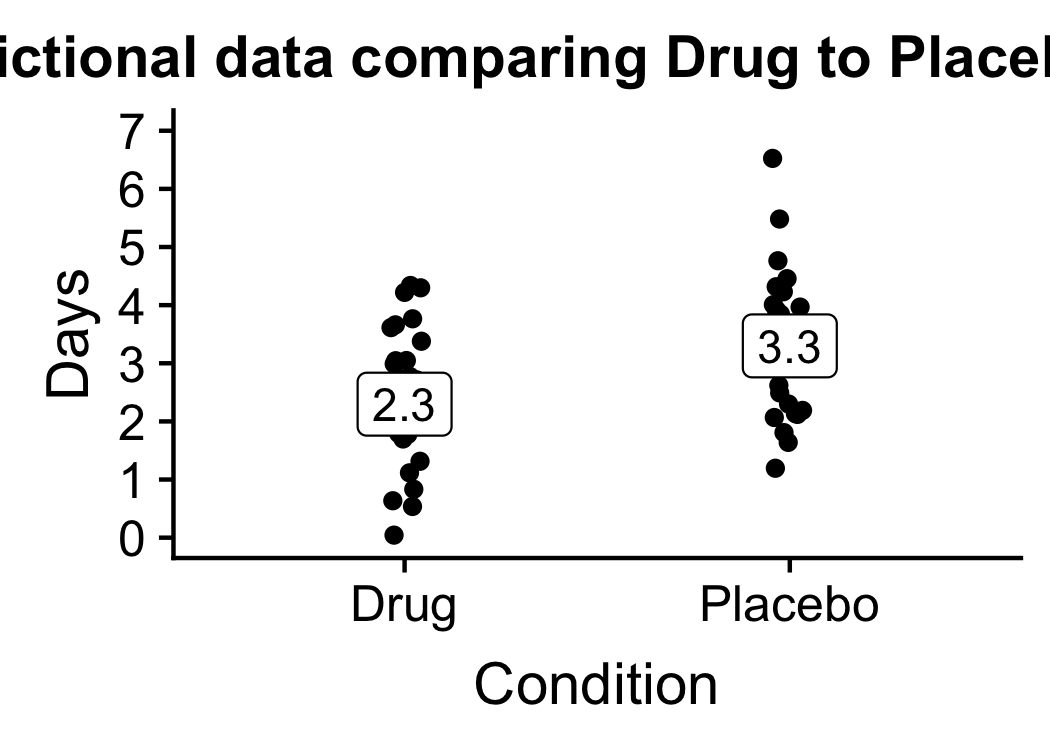 ictional data comparing Drug to Place
7
6
5
4
3
2
1
0
Days
2.3
3.3
Drug
Placebo
Condition